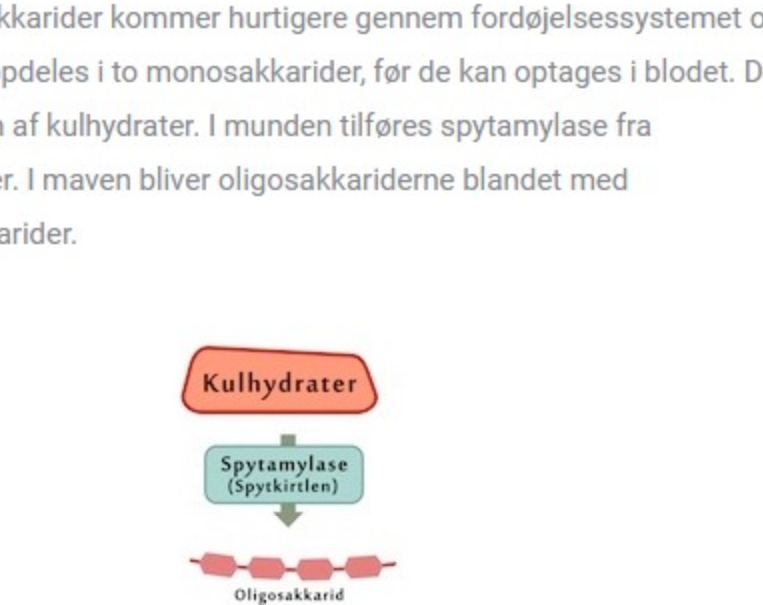 kkarider kommer hurtigere gennem fordøjelsessystemet o
opdeles i to monosakkarider, før de kan optages i blodet. D
af kulhydrater. I munden tilføres spytamylase fra
er. I maven bliver oligosakkariderne blandet med
arider.
Kulhydrater
Spytamylase
(Spytkirtlen)
Oligosakkarid